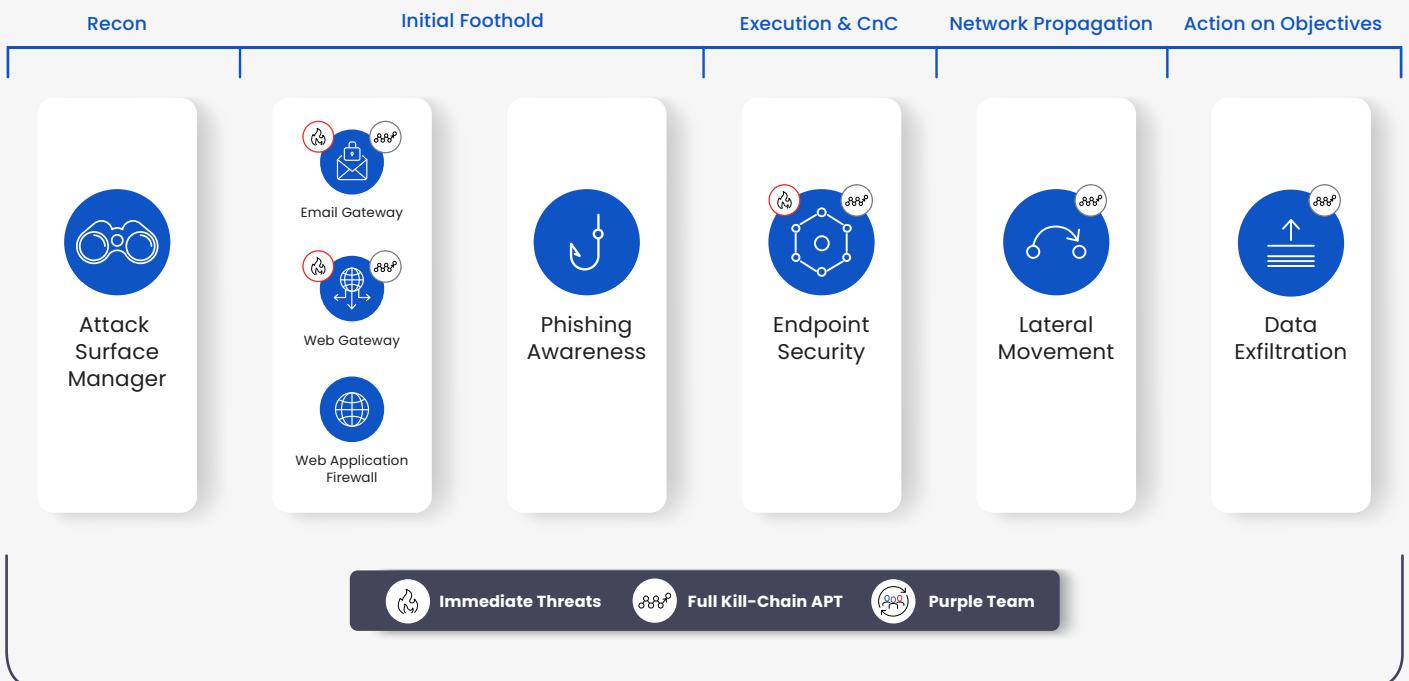 Recon
Initial Foothold
Execution & CnC
Network Propagation
Action on Objectives
Attack
Surface
Manager
Email Gateway
Web Gateway
Web Application
Firewall
Phishing
Awareness
Endpoint
Security
Lateral
Movement
Data
Exfiltration
Immediate Threats
Full Kill-Chain APT
Purple Team